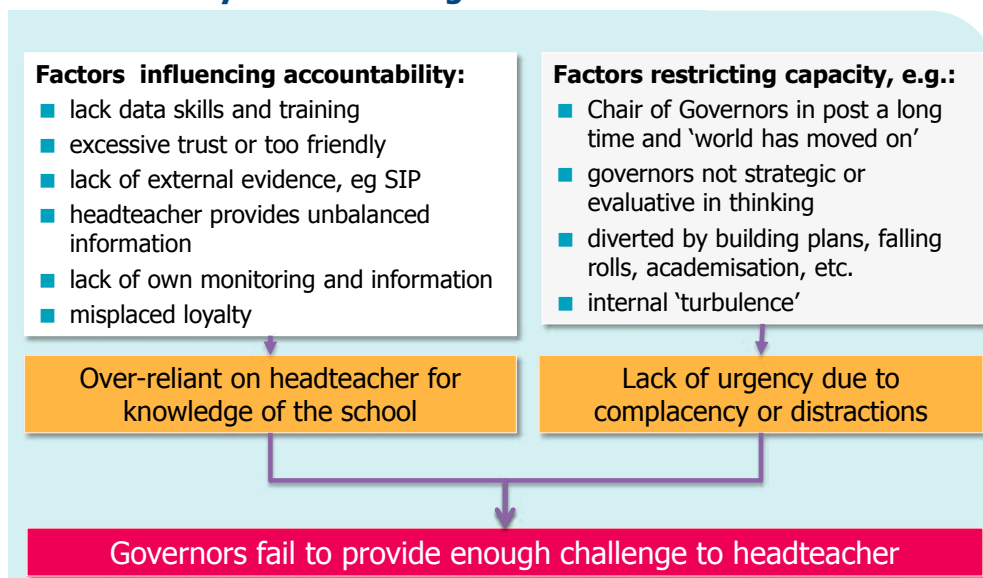 Factors influencing accountability:
lack data skills and training
excessive trust or too friendly
lack of external evidence, eg SIP
headteacher provides unbalanced
information
lack of own monitoring and information
misplaced loyalty
Factors restricting capacity, e.g.:
Chair of Governors in post a long
time and ‘world has moved on’
governors not strategic or
evaluative in thinking
diverted by building plans, falling
rolls, academisation, etc.
internal ‘turbulence’
Over-reliant on headteacher for
knowledge of the school
Lack of urgency due to
complacency or distractions
Governors fail to provide enough challenge to headteacher